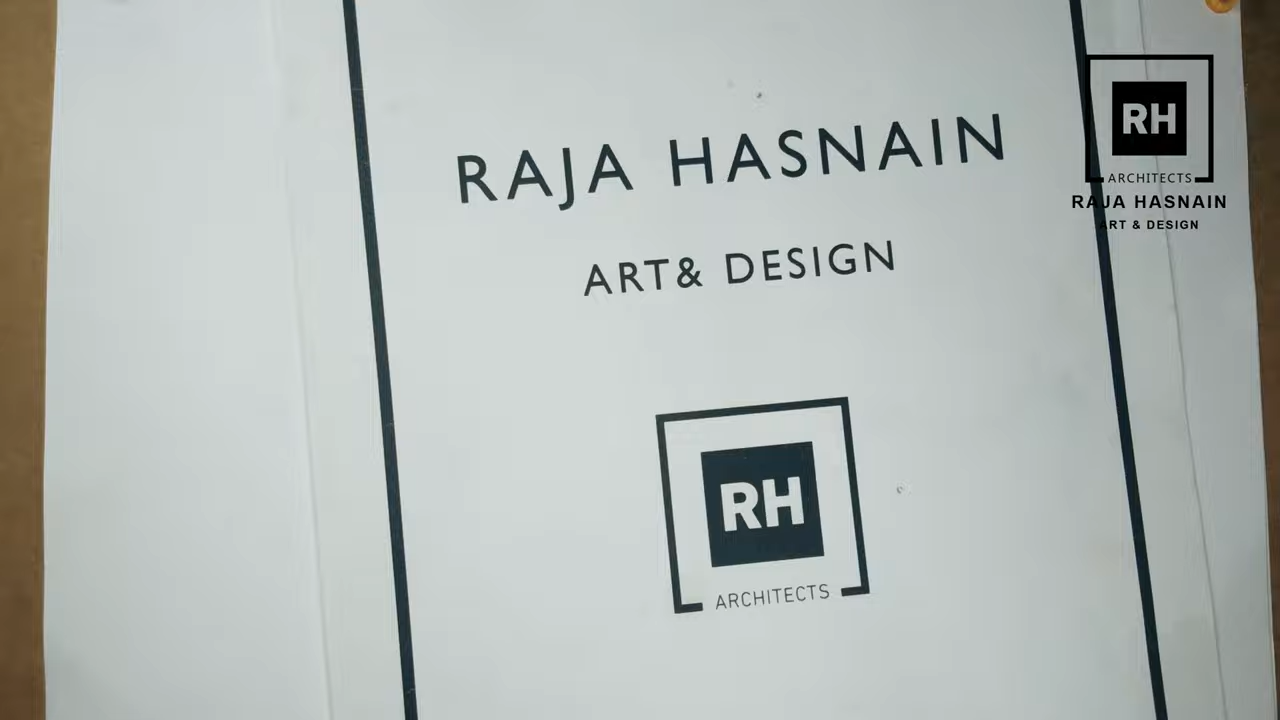 RAJA HASNAIN
ART& DESIGN
RH
ARCHITECTS
RH
ARCHITECTS
RAJA HASNAIN
ART & DESIGN